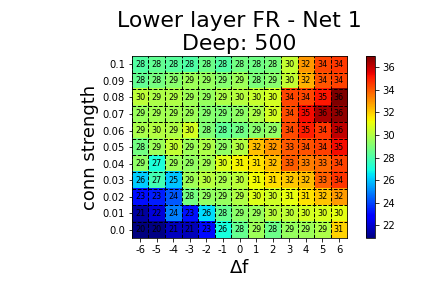 Lower layer FR - Net 1
Deep: 500
0.1 28 28 28 28 28 28 28 28 28 30 32 34 34
0.09 28 28 28 29 29 29 29 28 29 30 32 34 34
0.08 30 29 29 29 29 29 30 30 30 34 34 35
0.07 29 29 29 29 29 29 29 29 30 34 35
0.06 29 30 29 30 28 28 28 29 29 34 35 34 36
0.05 28 29 30 29 29 30 29 32 32 33 34 34 35
0.04 29 27 29 29 29 30 31 31 32 33 33 33 34
0.03 26 27 25 29 30 29 30 31 31 32 32 33 34
0.02 23 23 24 28 29 29 29 30 30 31 31 32 32
0.01 24 26 28 29 29 30 30 30 30 30
0.0 26 28 29 28 29 29 29 31
-6 -5 -4 -3 -2 -1 0 1 2 3 4 5 6
Δf
conn strength
36
34
32
30
28
26
24
22